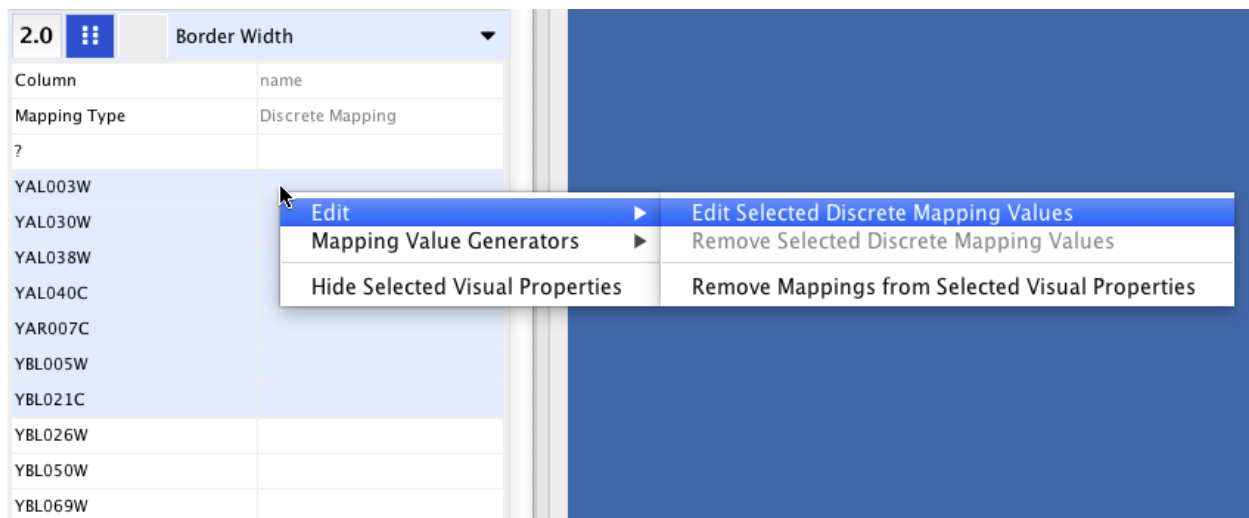 2.0 Border Width
Column name
Mapping Type Discrete Mapping
?
YAL003W
YAL030W
YAL038W
YAL040C
YAR007C
YBL005W
YBL021C
YBL026W
YBL050W
YBL069W
Edit
Mapping Value Generators
Hide Selected Visual Properties
Edit Selected Discrete Mapping Values
Remove Selected Discrete Mapping Values
Remove Mappings from Selected Visual Properties